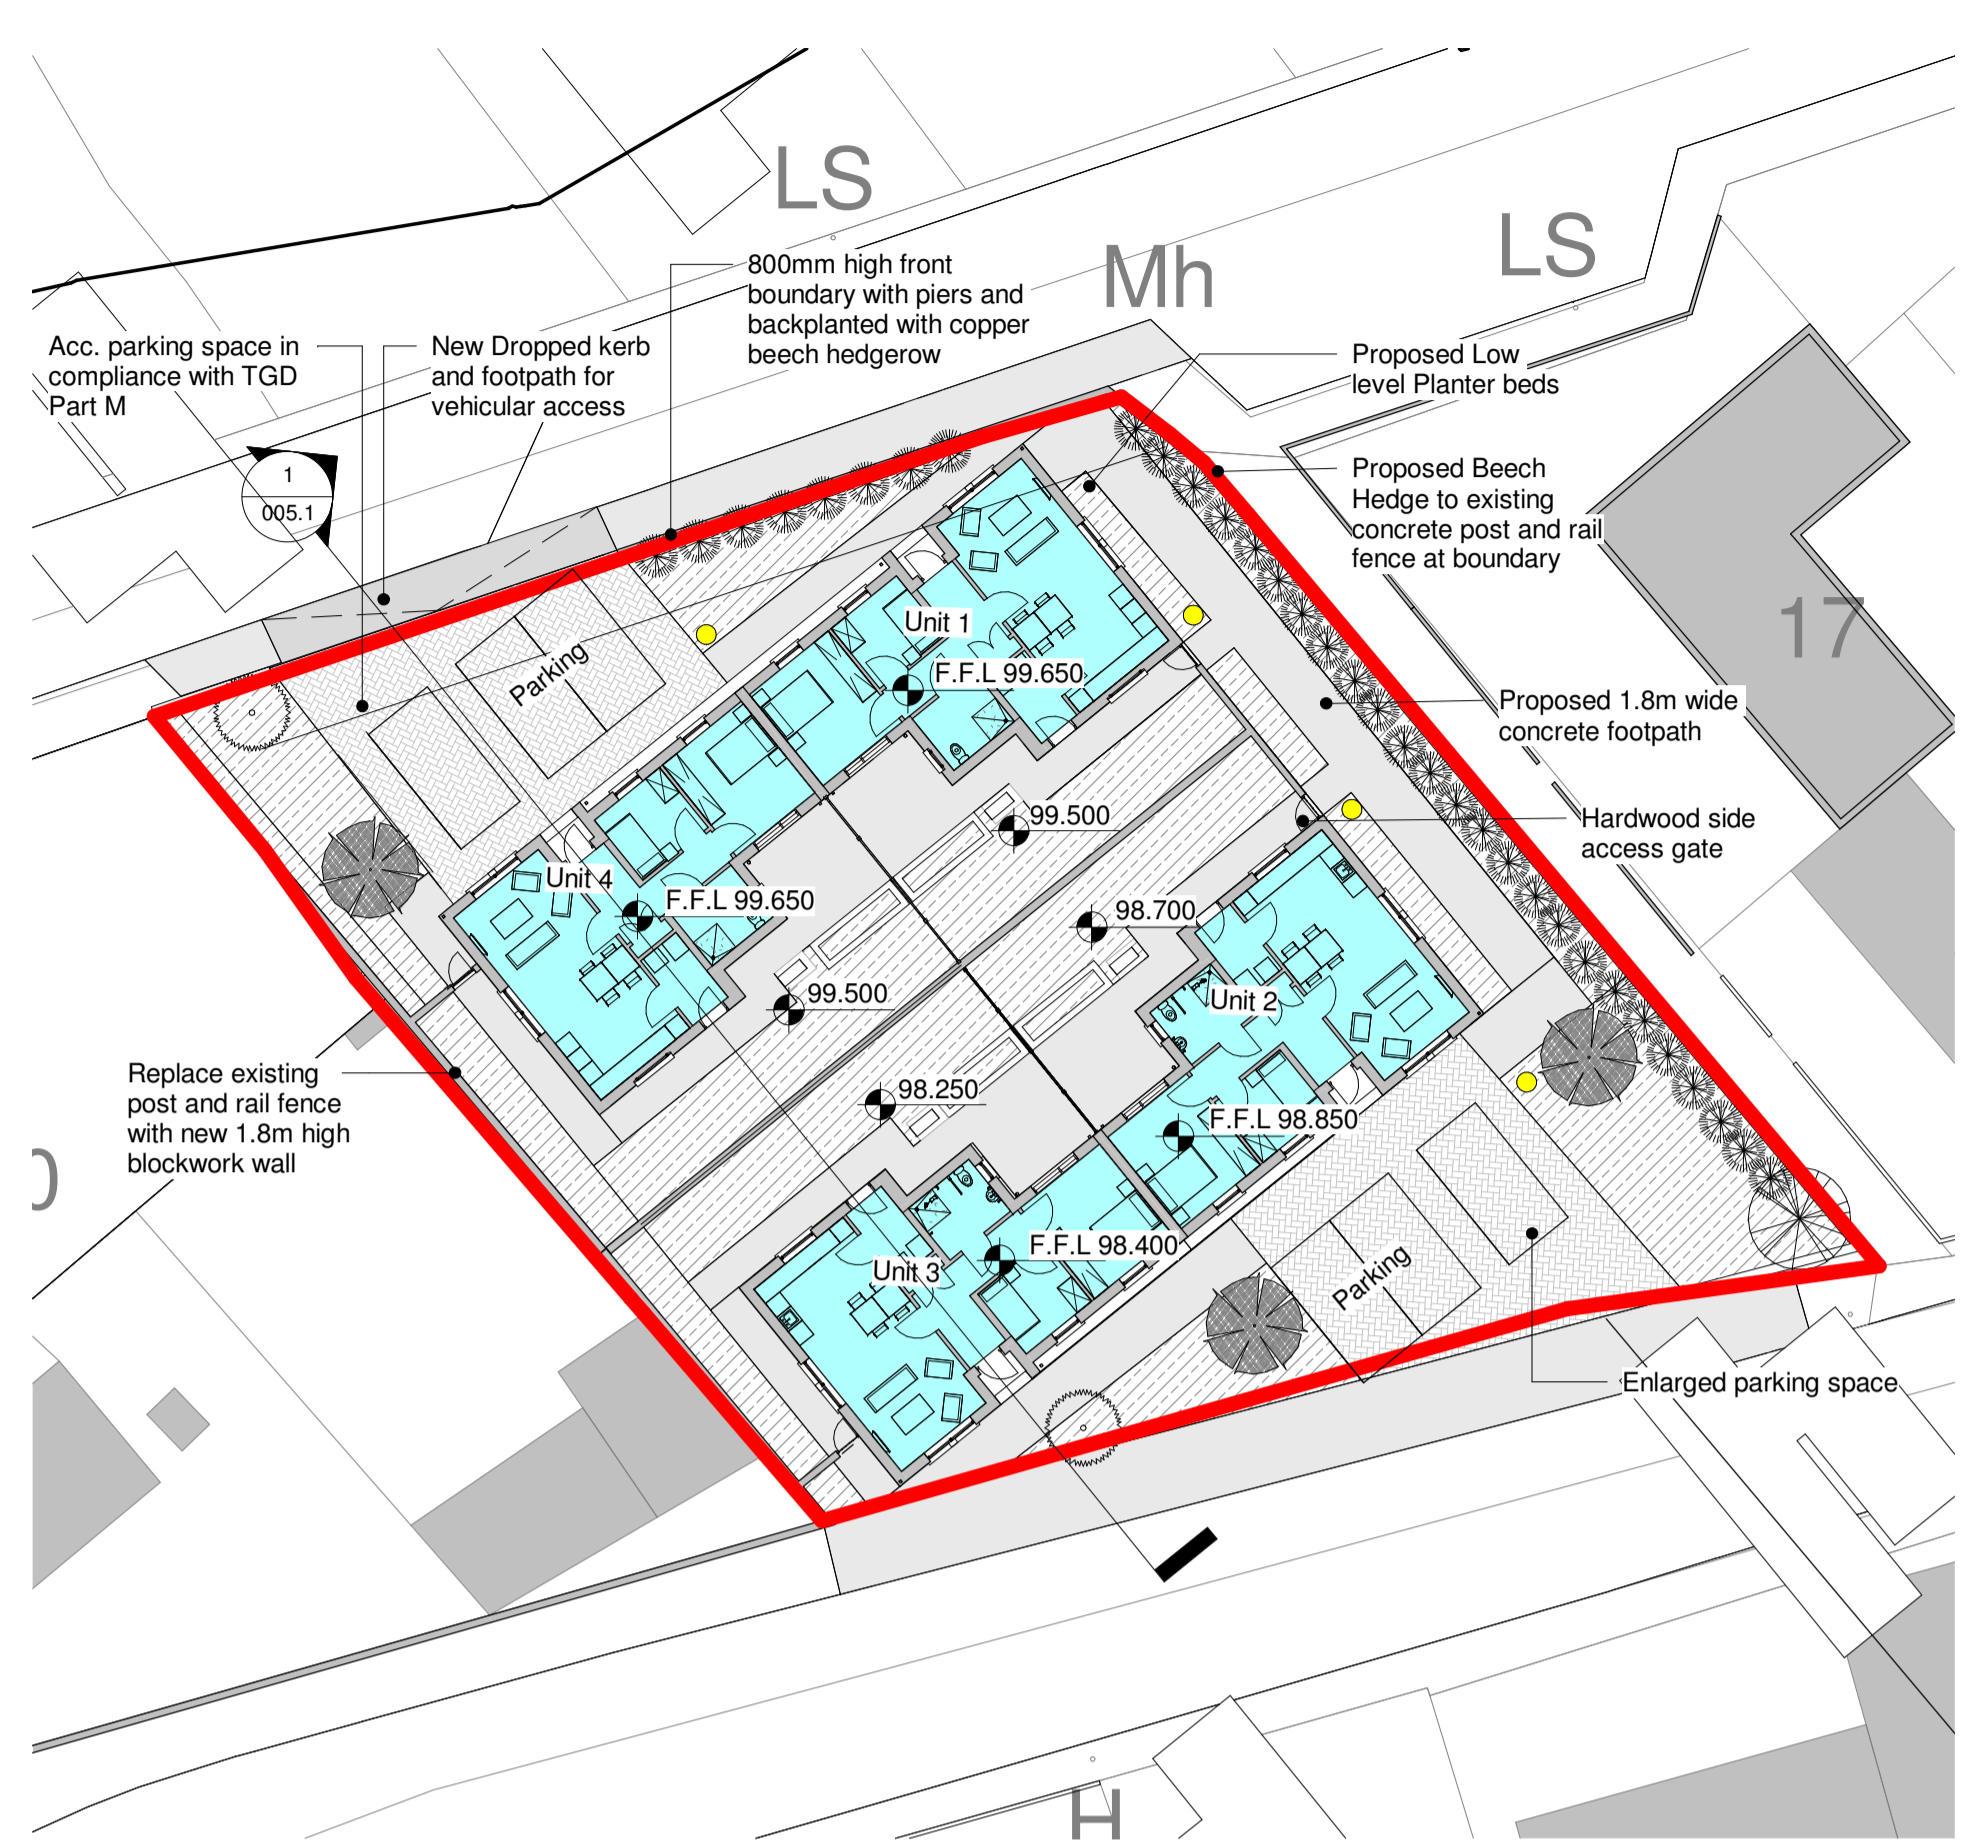 LS
LS
Mh
800mm high front
boundary with piers and
backplanted with copper
beech hedgerow
Acc. parking space in
compliance with TGD
Part M
New Dropped kerb
and footpath for
vehicular access
Proposed Low
level Planter beds
1
005.1
Proposed Beech
Hedge to existing
concrete post and rail
fence at boundary
17
Unit 1
F.F.L 99.650
Parking
Proposed 1.8m wide
concrete footpath
99.500
Hardwood side
access gate
Unit 4
F.F.L 99.650
98.700
99.500
Unit 2
Replace existing
post and rail fence
with new 1.8m high
blockwork wall
98.250
F.F.L 98.850
0
F.F.L 98.400
Unit 3
Parking
Enlarged parking space
H